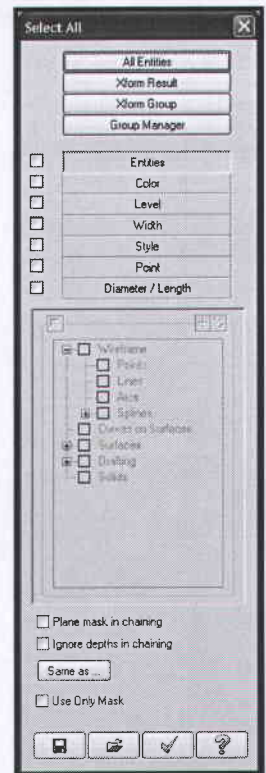 Select All
All Entities
Xform Result
Xform Group
Group Manager
Entities
Color
Level
Width
Style
Point
Diameter / Length
Wireframe
Points
Lines
Arcs
Splines
Curves on Surfaces
Surfaces
Drafting
Solids
Plane mask in chaining
Ignore depths in chaining
Same as ...
Use Only Mask